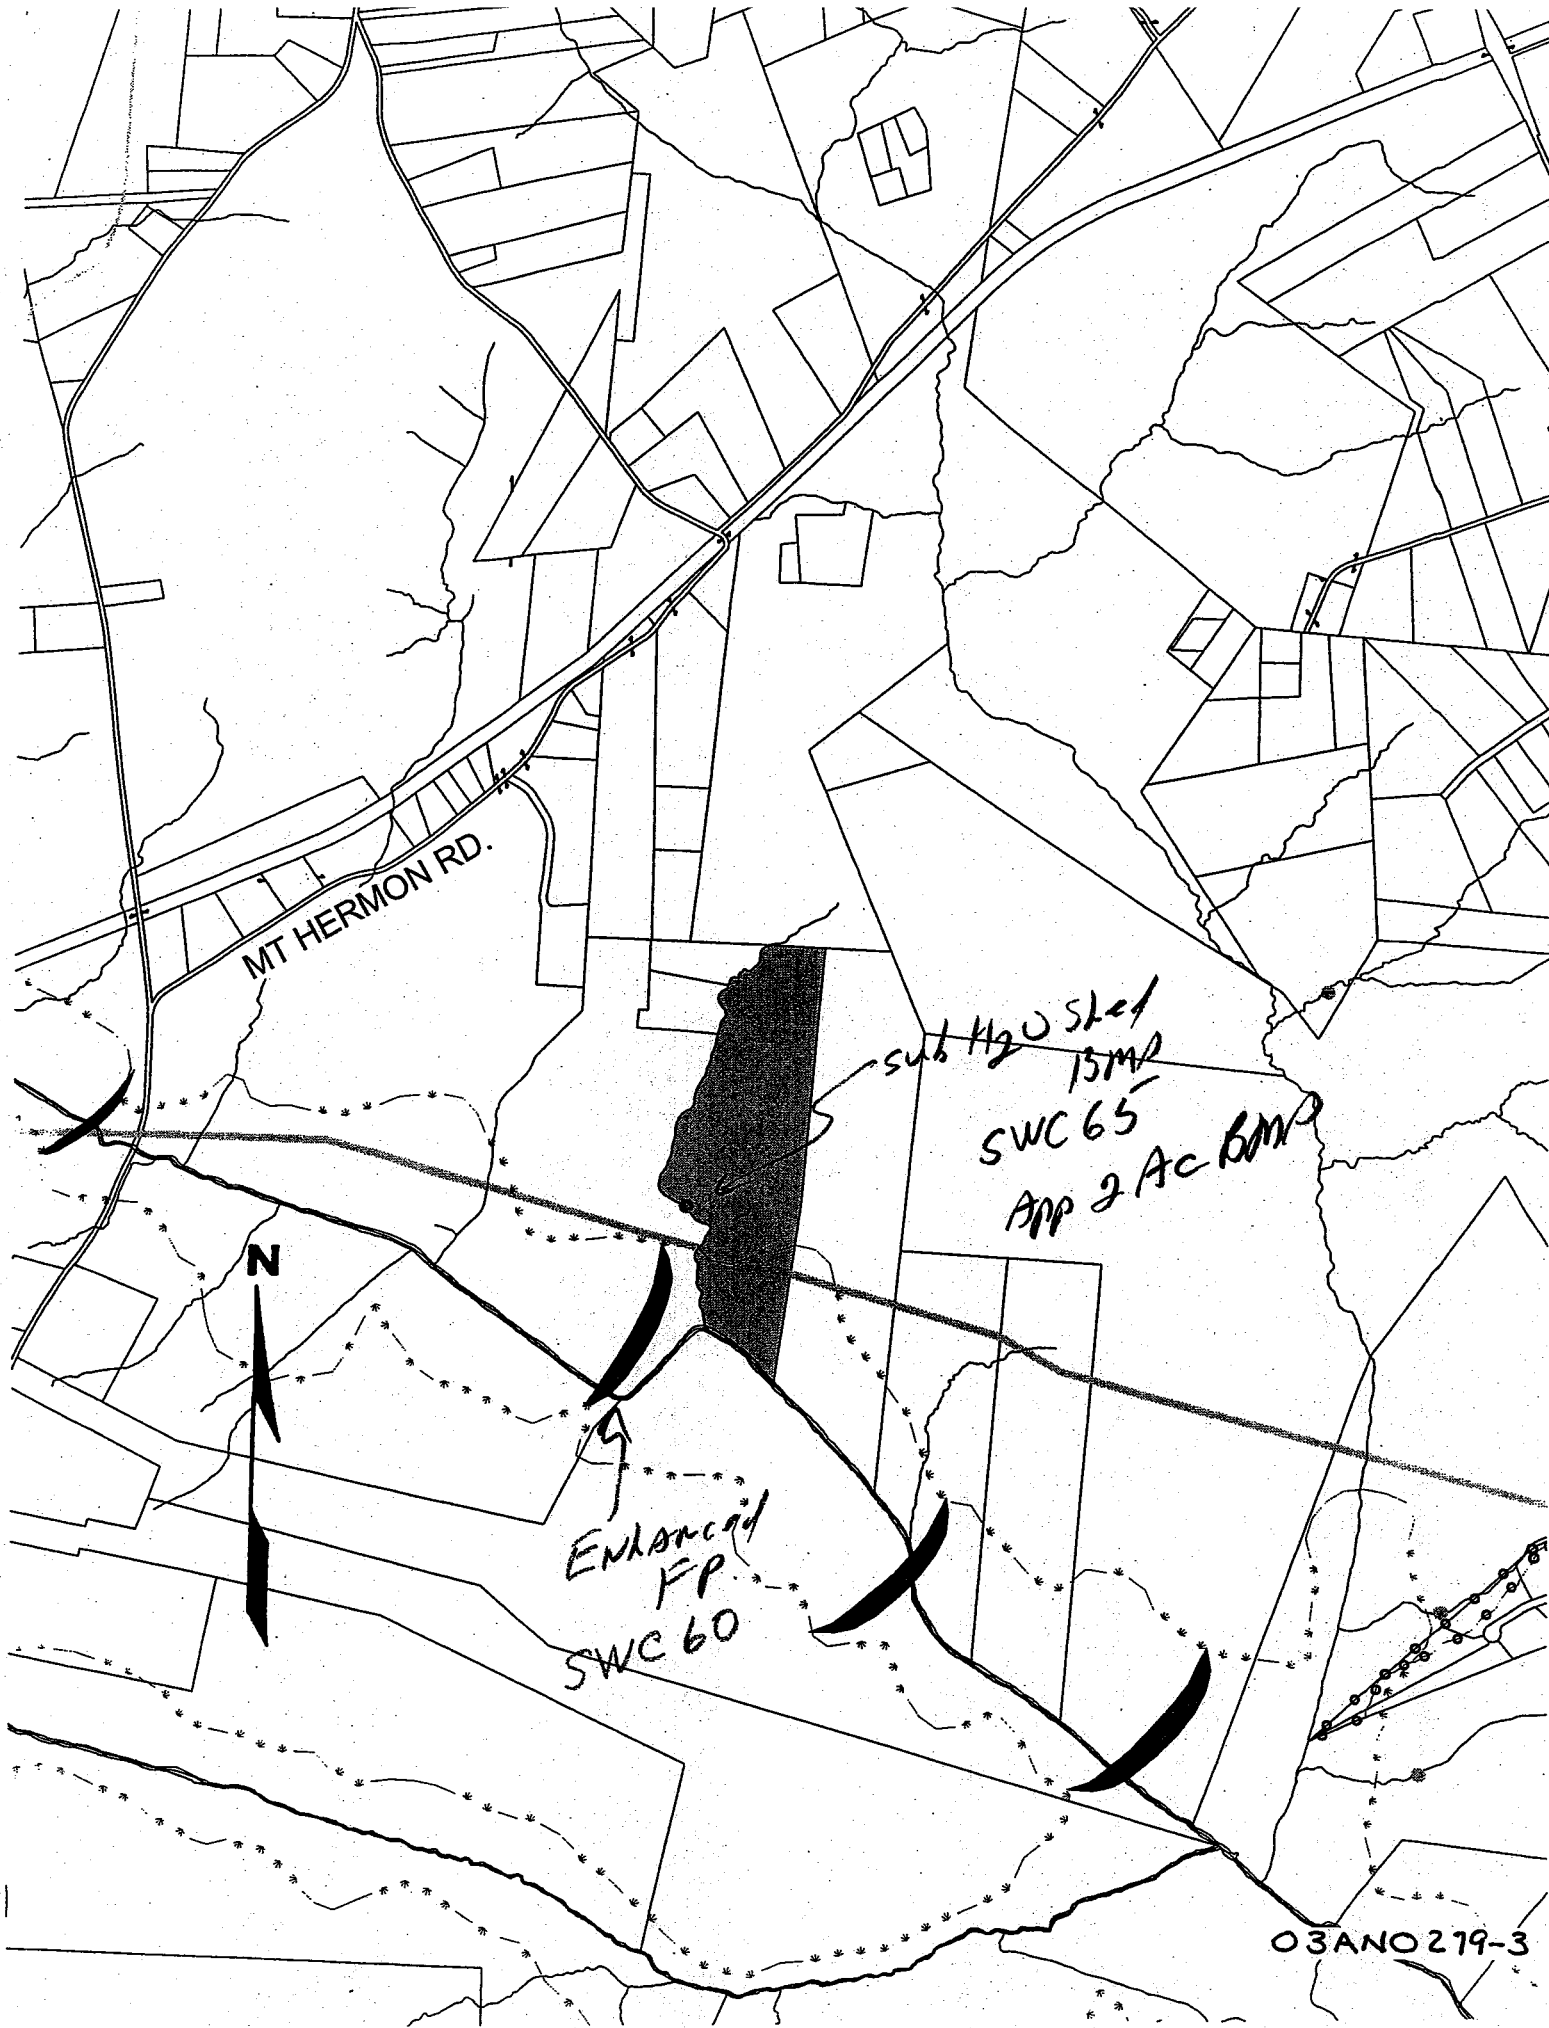 MT HERMON RD.
sub H2O Shed
BMP
SWC 65
App 2 Ac BMP
N
ENhANced
FP.
SWC 60
03ANO279-3